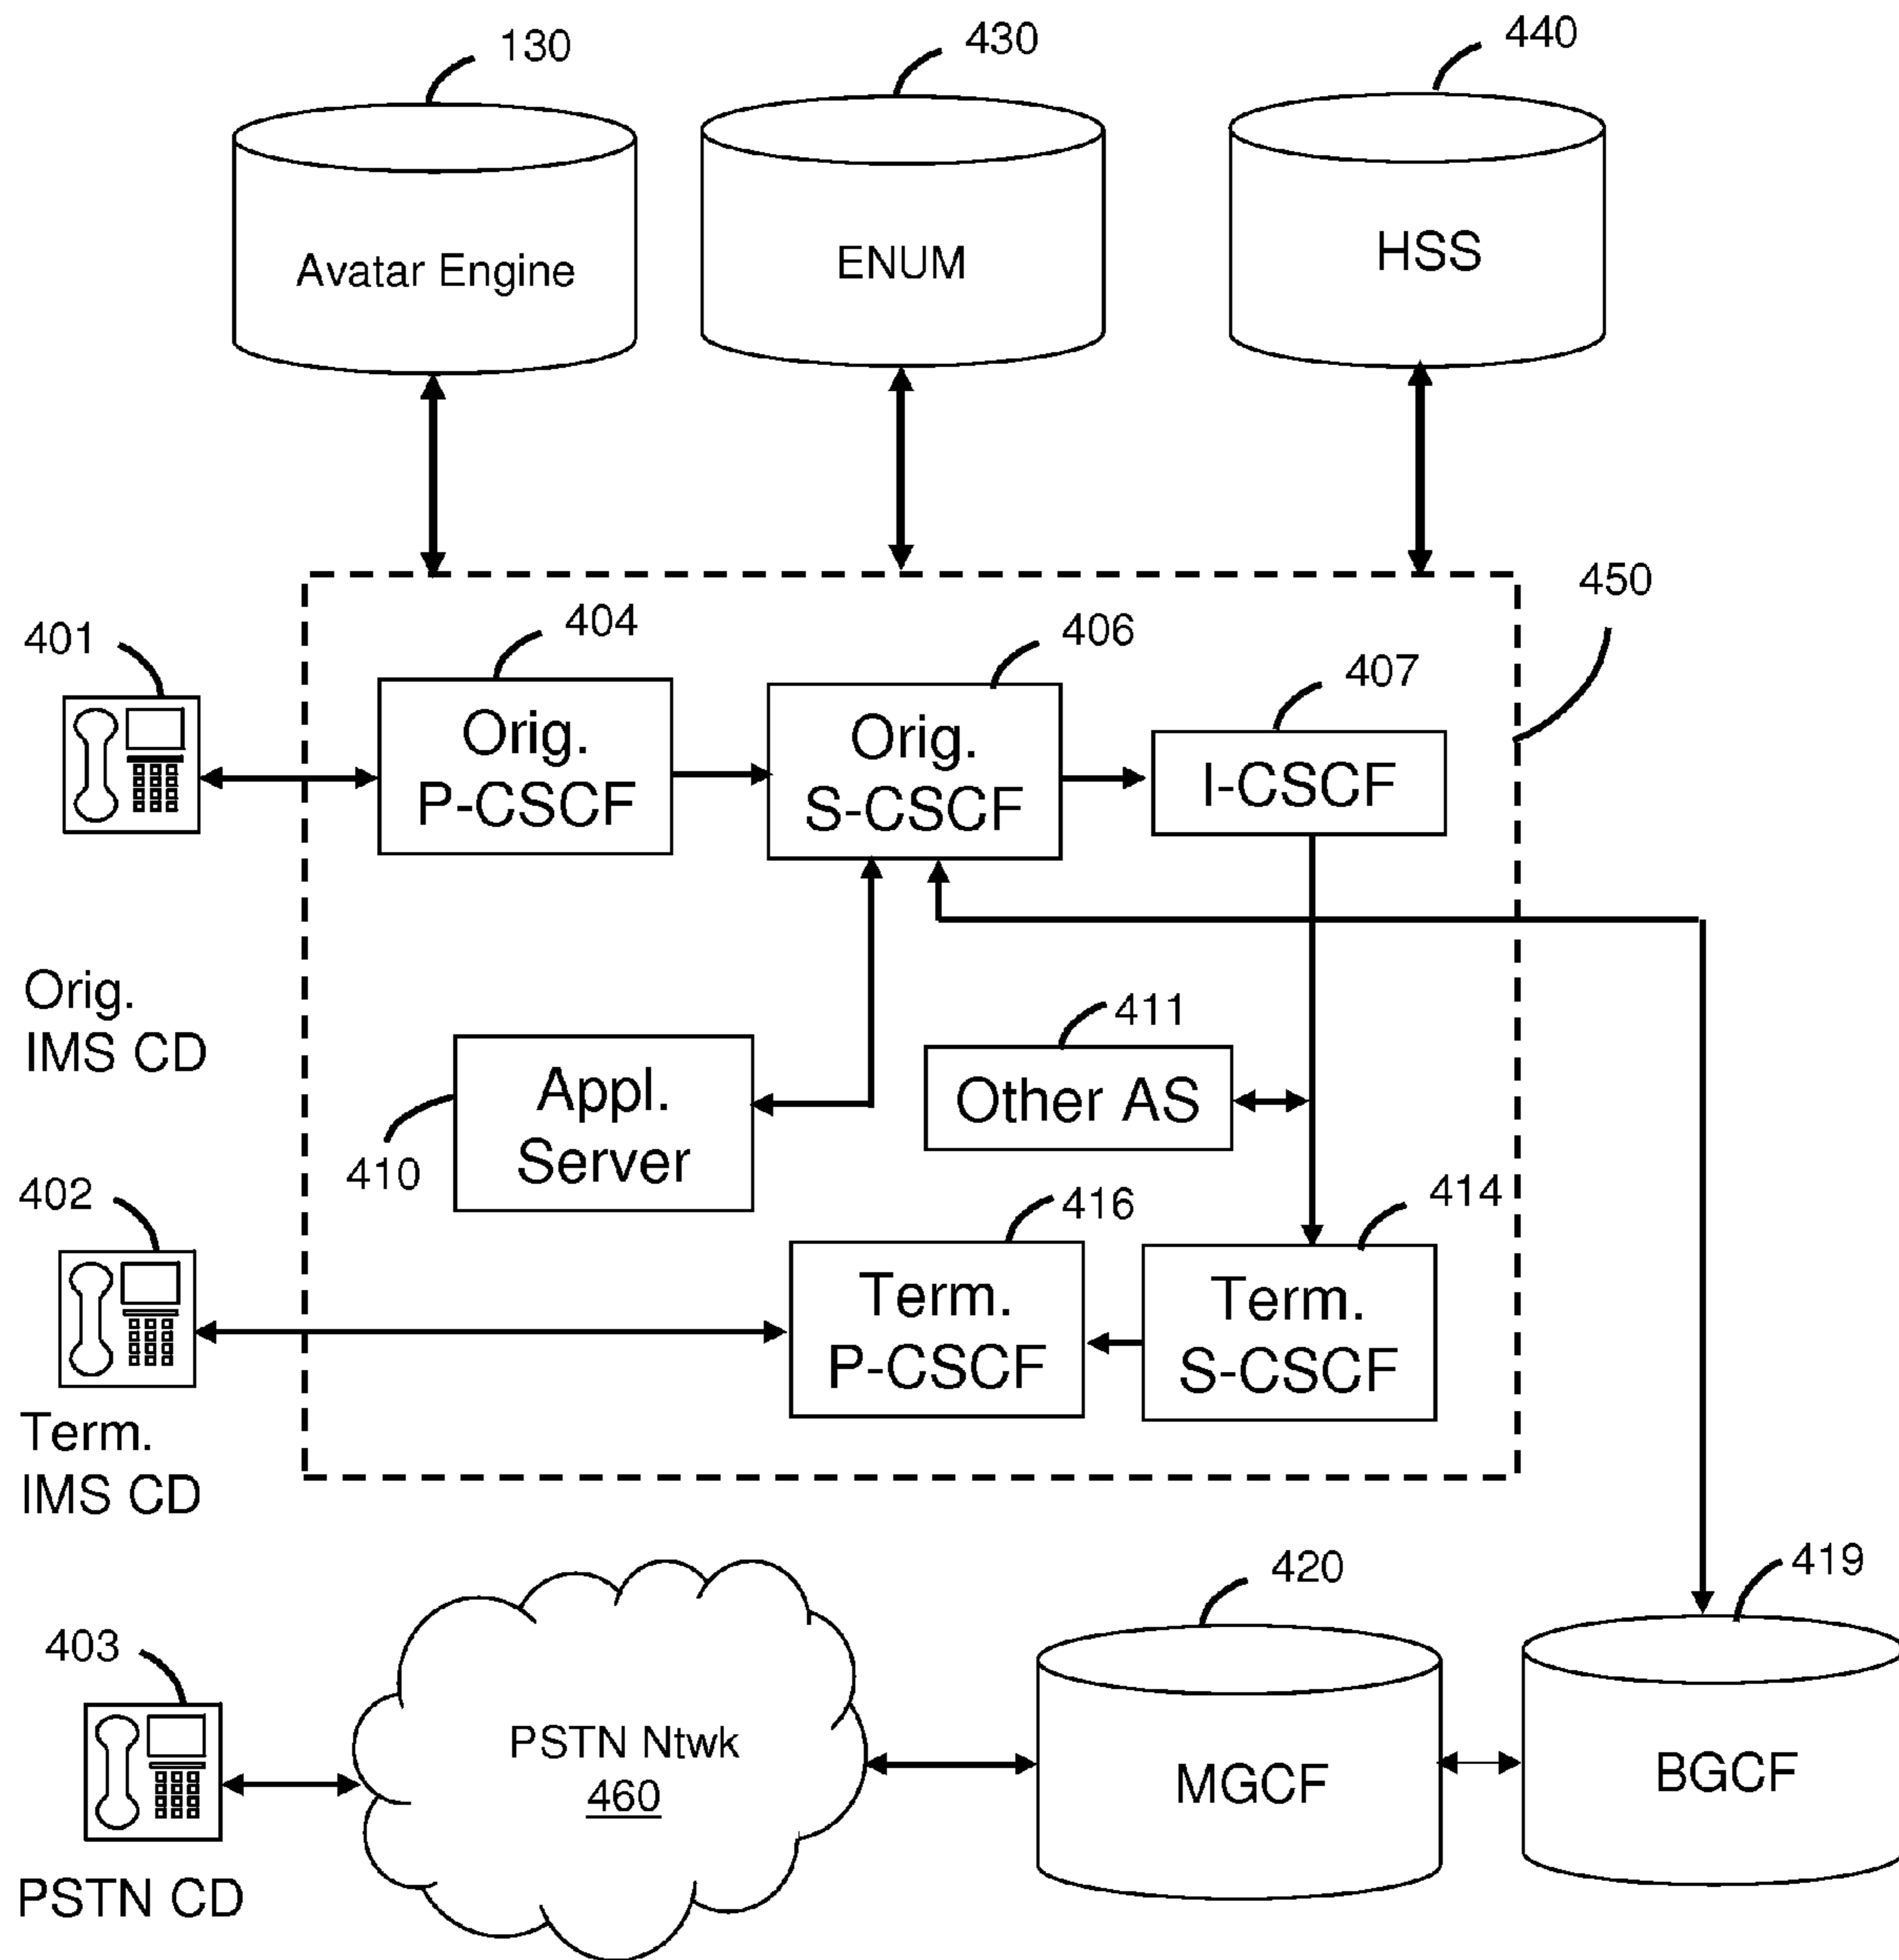 130
430
440
Avatar Engine
ENUM
HSS
450
401
404
406
407
Orig.
P-CSCF
Orig.
S-CSCF
I-CSCF
Orig.
IMS CD
411
Other AS
Appl.
Server
410
402
416
414
Term.
P-CSCF
Term.
S-CSCF
Term.
IMS CD
420
419
403
PSTN Ntwk
460
MGCF
BGCF
PSTN CD